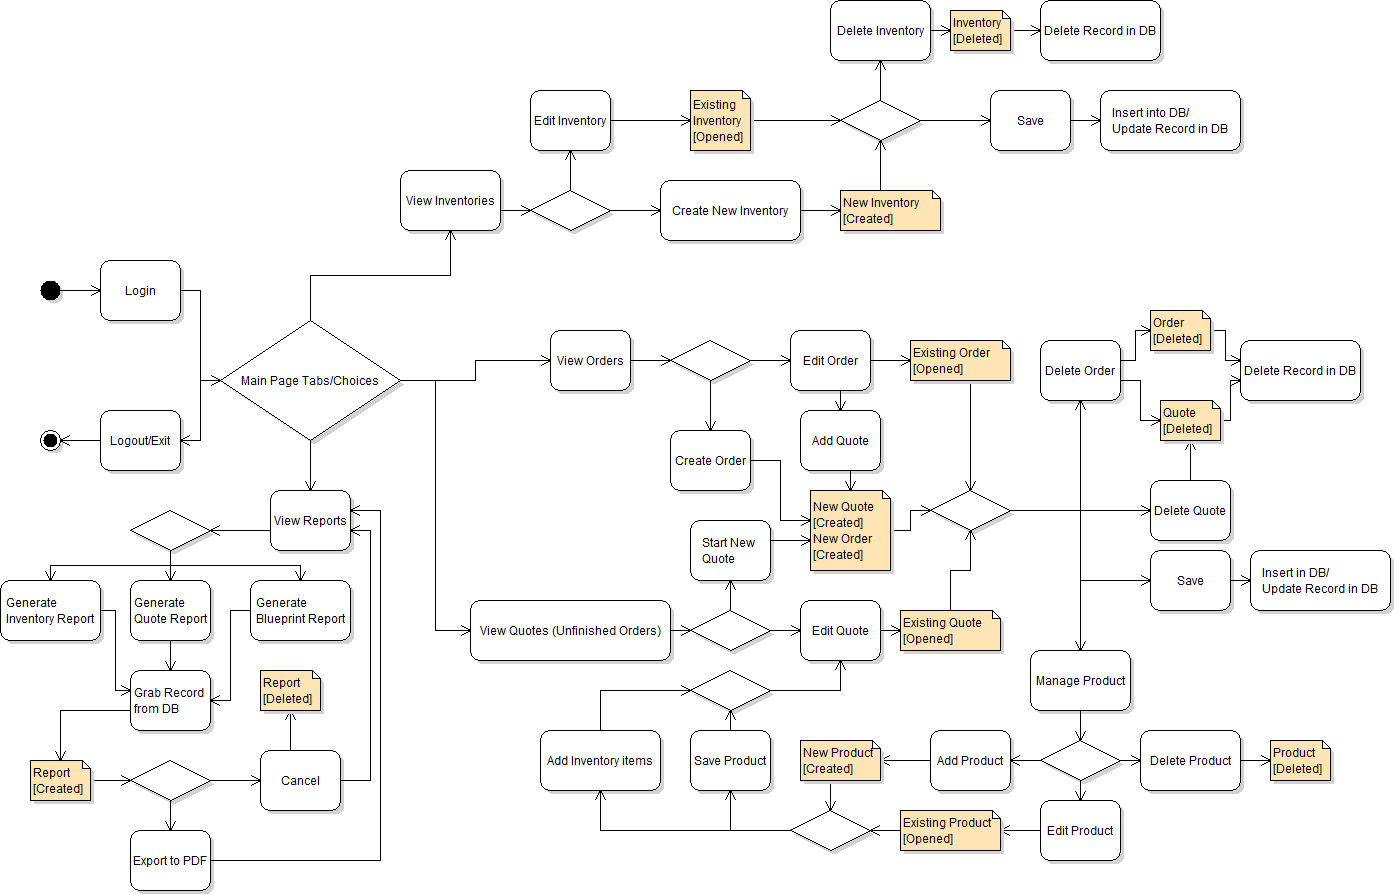 Delete Inventory
Inventory
[Deleted]
Delete Record in DB
Edit Inventory
Existing
Inventory
[Opened]
Save
Insert into DB/
Update Record in DB
View Inventories
Create New Inventory
New Inventory
[Created]
Login
Main Page Tabs/Choices
Logout/Exit
View Orders
Edit Order
Existing Order
[Opened]
Delete Order
Order
[Deleted]
Delete Record in DB
Quote
[Deleted]
Create Order
Add Quote
New Quote
[Created]
New Order
[Created]
Delete Quote
Start New
Quote
Save
Insert in DB/
Update Record in DB
View Quotes (Unfinished Orders)
Edit Quote
Existing Quote
[Opened]
Manage Product
View Reports
Generate
Inventory Report
Generate
Quote Report
Generate
Blueprint Report
Grab Record
from DB
Report
[Deleted]
Report
[Created]
Cancel
Export to PDF
Add Inventory items
Save Product
New Product
[Created]
Add Product
Delete Product
Product
[Deleted]
Existing Product
[Opened]
Edit Product